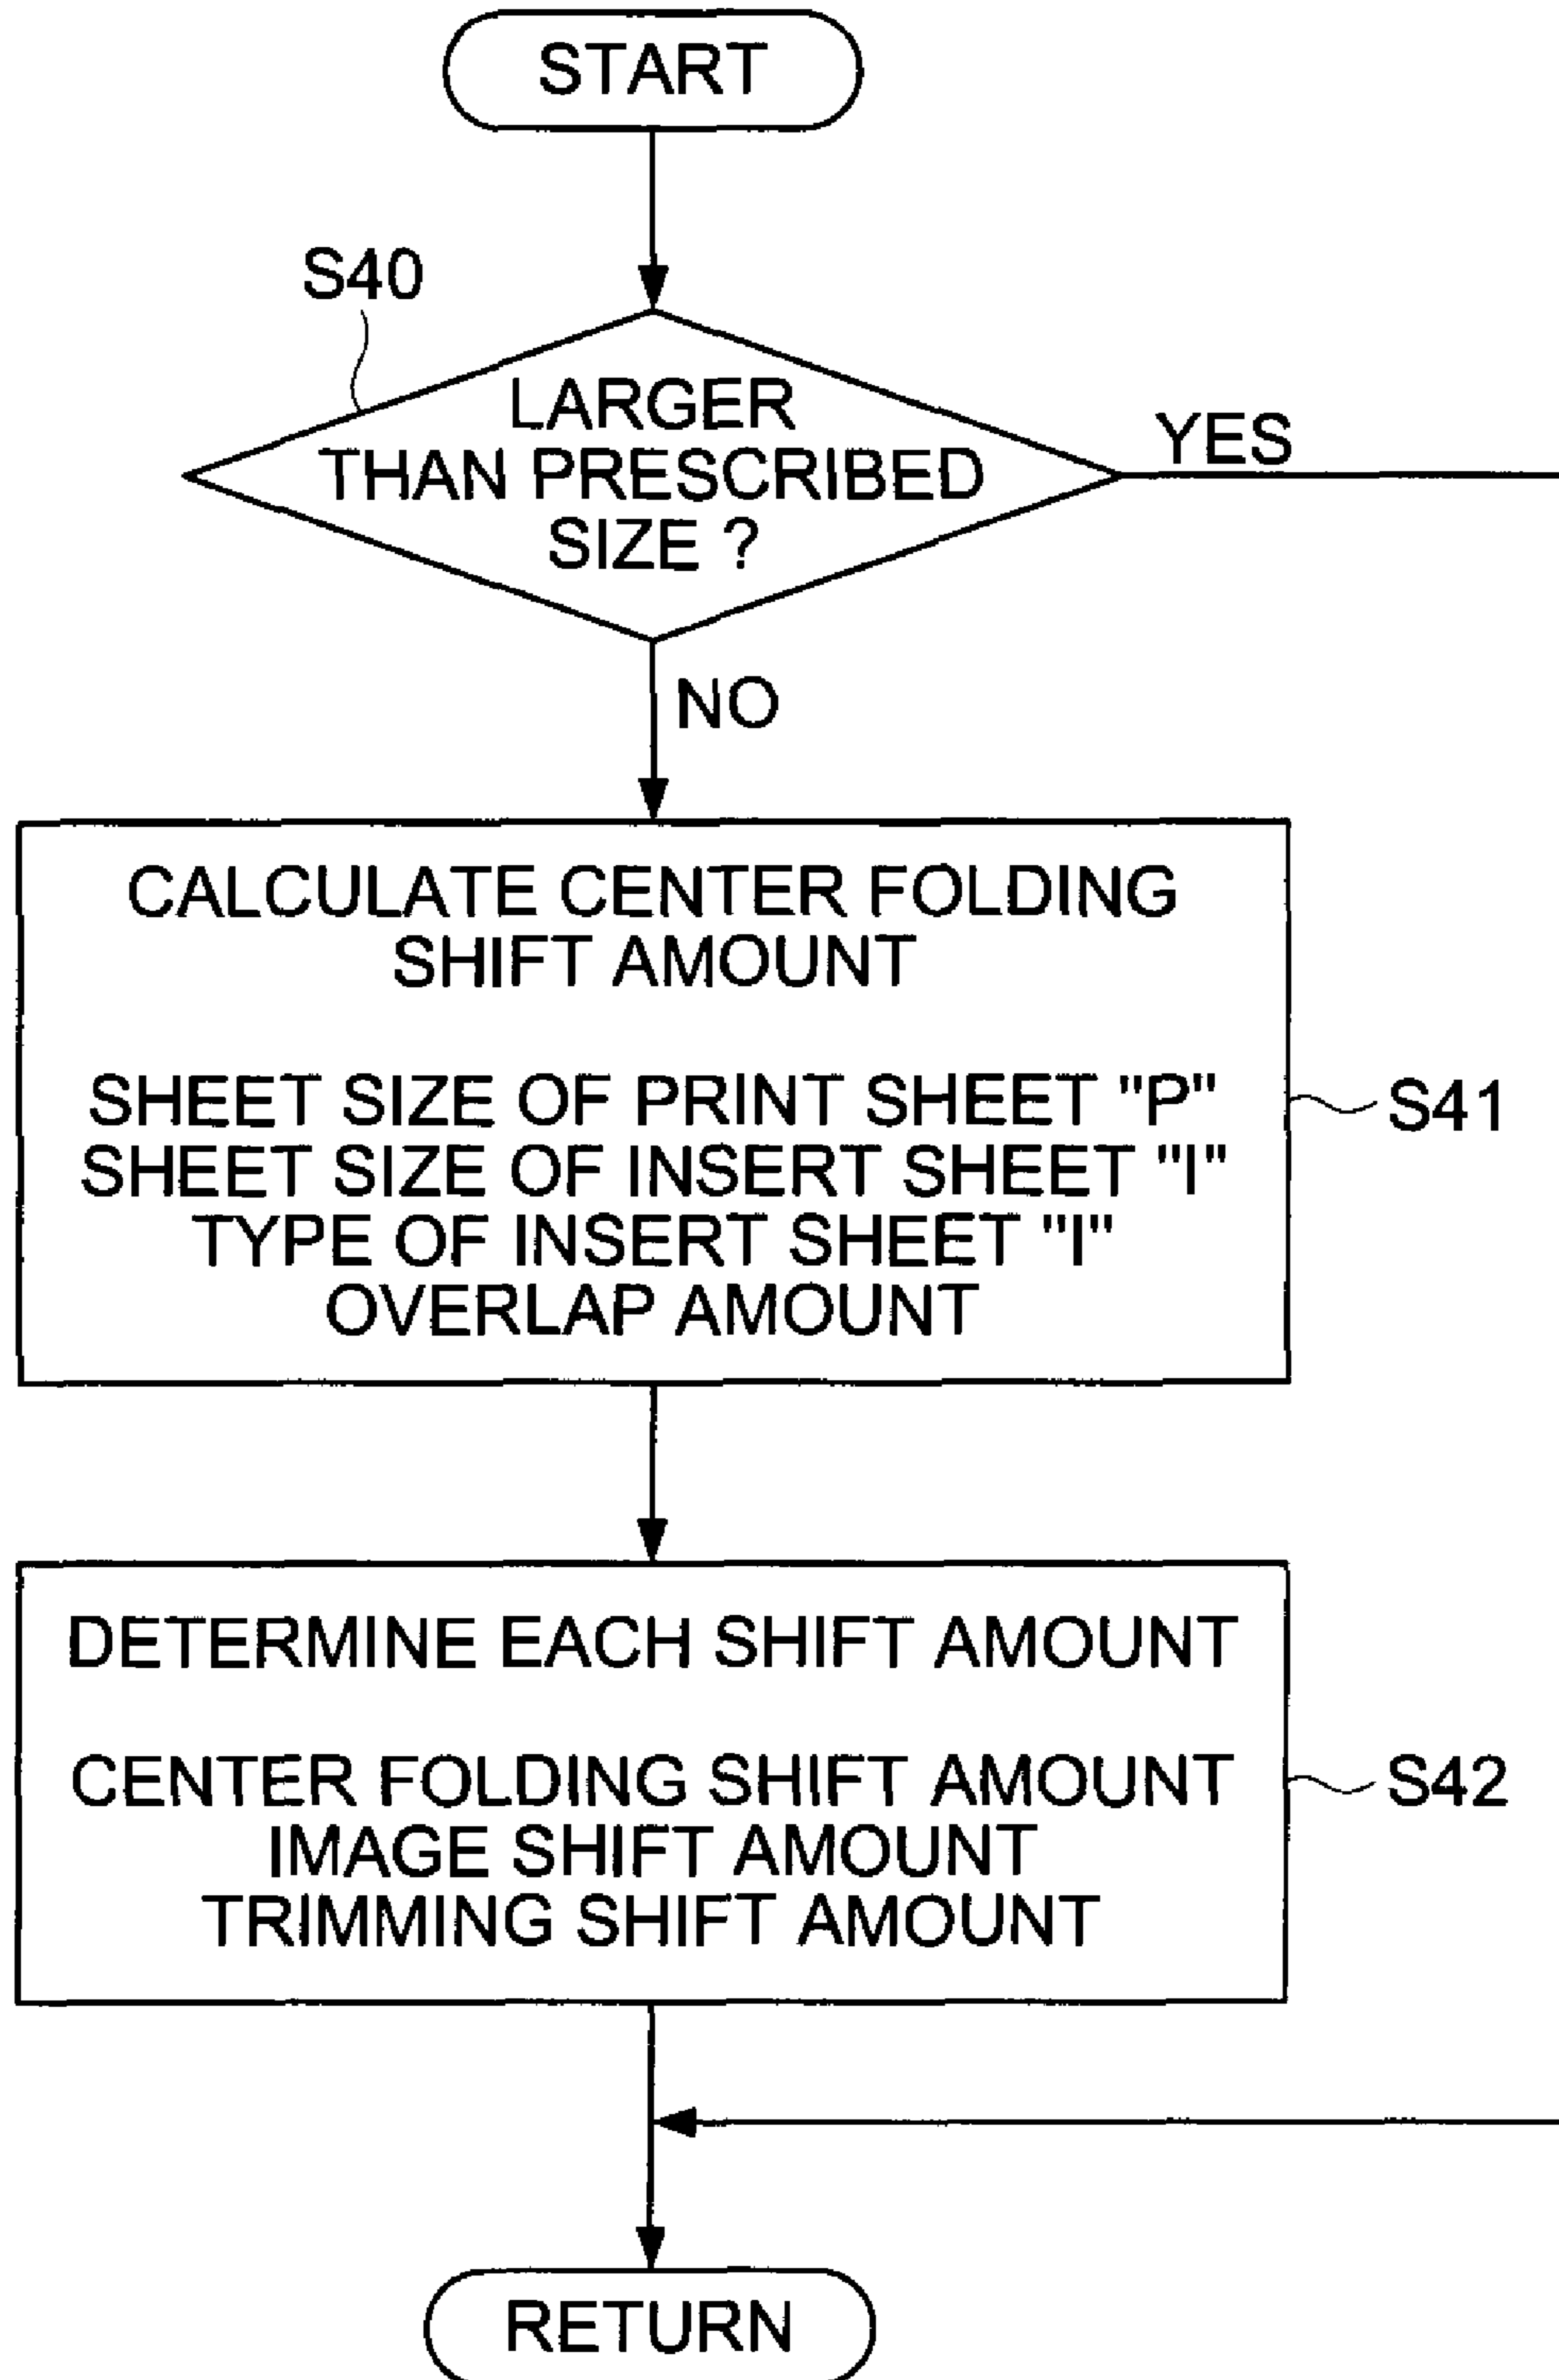 START
S40
LARGER
THAN PRESCRIBED
SIZE ?
YES
NO
CALCULATE CENTER FOLDING
SHIFT AMOUNT
SHEET SIZE OF PRINT SHEET "P"
SHEET SIZE OF INSERT SHEET "I"
TYPE OF INSERT SHEET "I"
OVERLAP AMOUNT
S41
DETERMINE EACH SHIFT AMOUNT
CENTER FOLDING SHIFT AMOUNT
IMAGE SHIFT AMOUNT
TRIMMING SHIFT AMOUNT
S42
RETURN